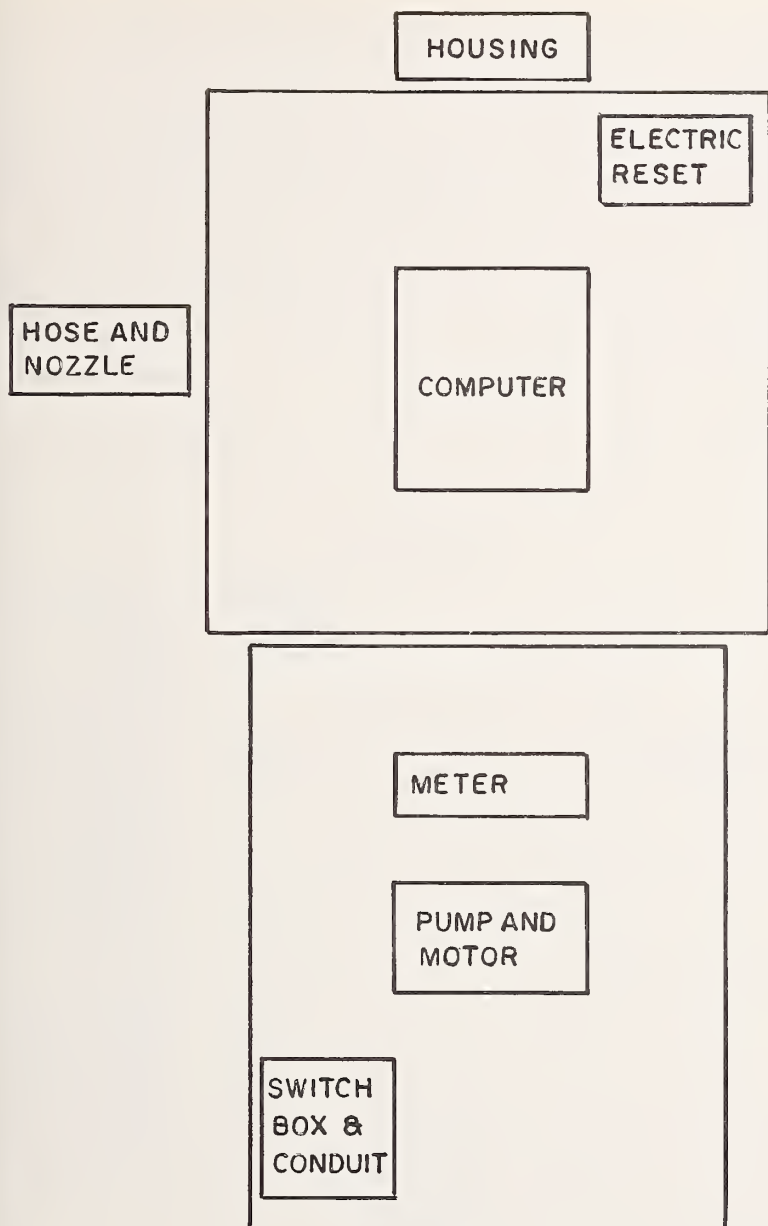 HOUSING
ELECTRIC
RESET
HOSE AND
NOZZLE
COMPUTER
METER
PUMP AND
MOTOR
SWITCH
BOX &
CONDUIT